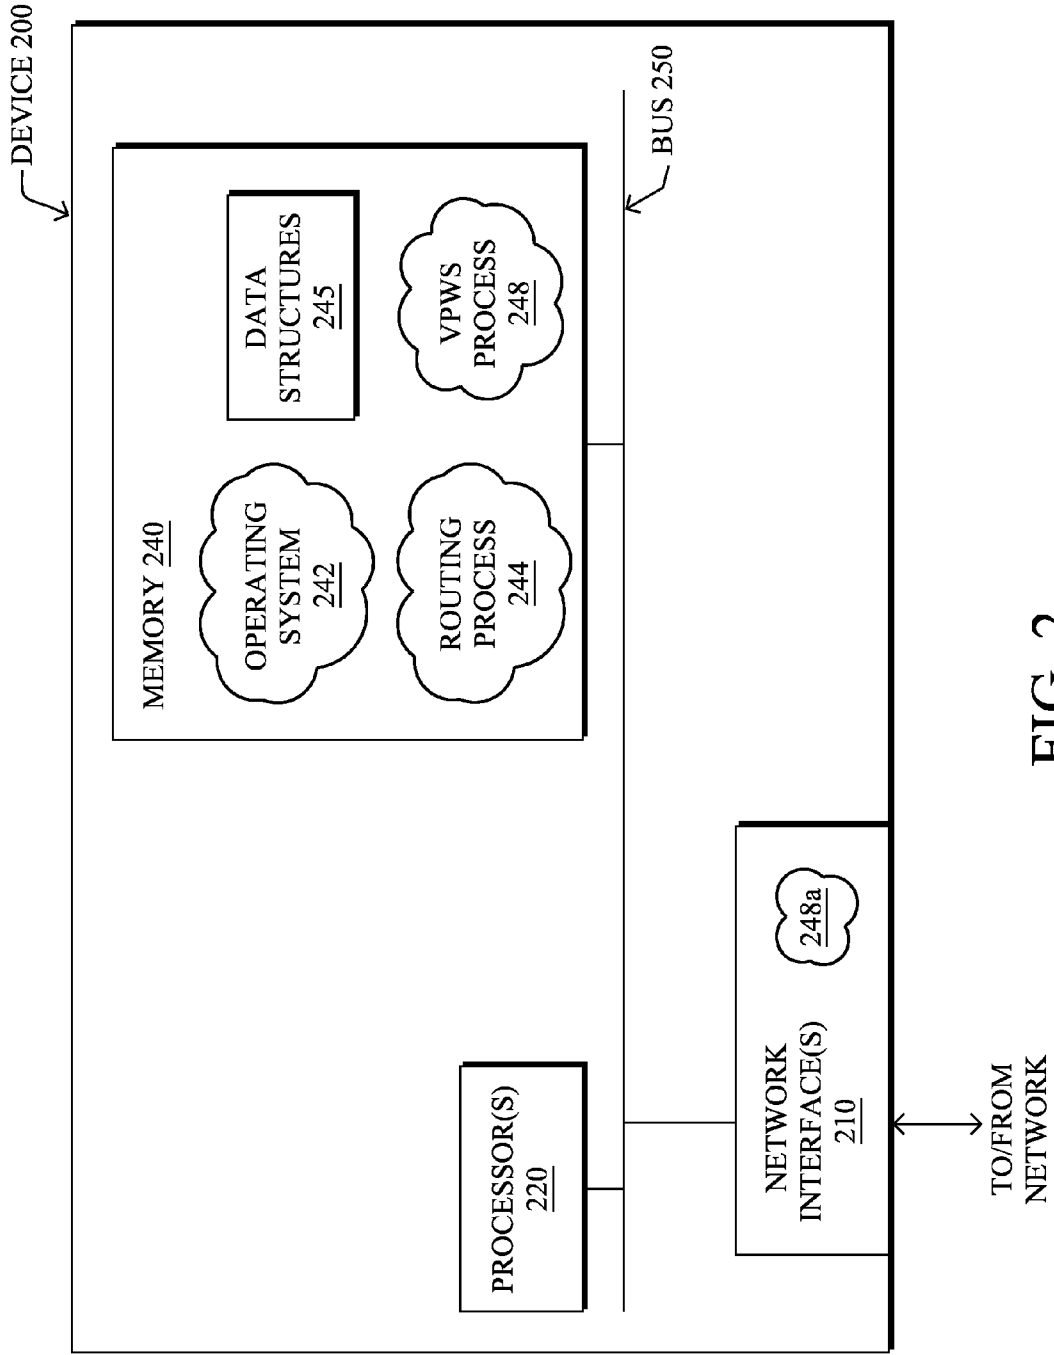 DEVICE 200
MEMORY 240
OPERATING
SYSTEM
242
DATA
STRUCTURES
245
ROUTING
PROCESS
244
VPWS
PROCESS
248
BUS 250
PROCESSOR(S)
220
NETWORK
INTERFACE(S)
210
248a
TO/FROM
NETWORK
FIG. 2